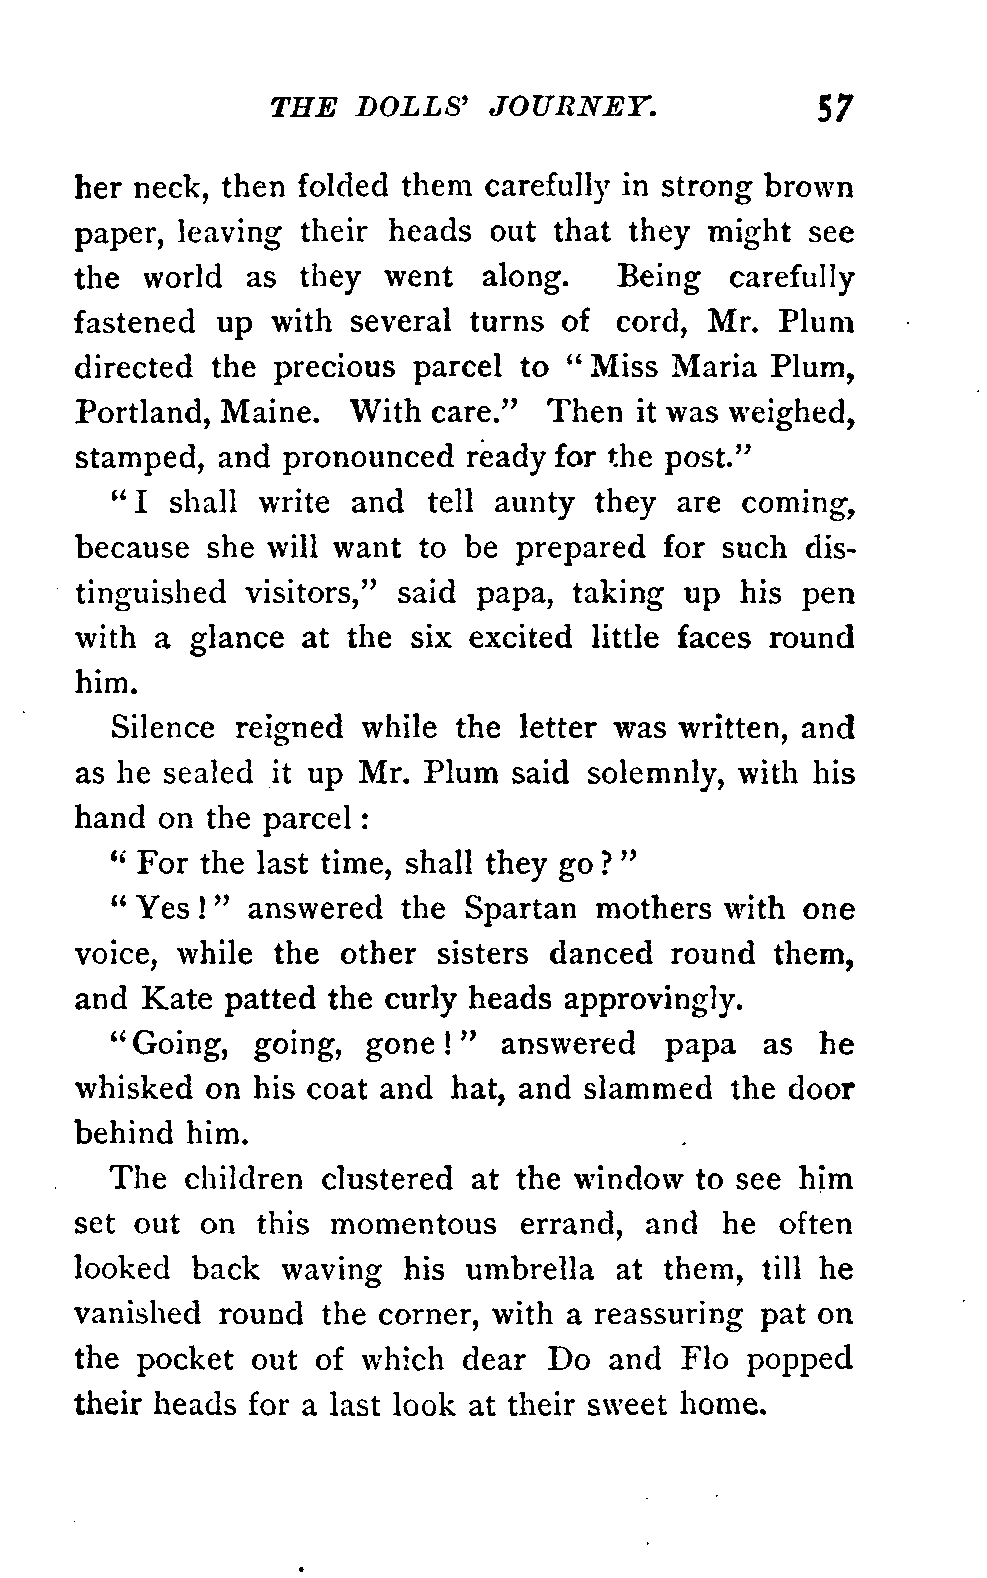 THE DOLLS' JOURNEY. 57
her neck, then folded them carefully in strong brown
paper, leaving their heads out that they might see
the world as they went along. Being carefully
fastened up with several turns of cord, Mr. Plum
directed the precious parcel to "Miss Maria Plum,
Portland, Maine. With care." Then it was weighed,
stamped, and pronounced ready for the post."
"I shall write and tell aunty they are coming,
because she will want to be prepared for such dis-
tinguished visitors," said papa, taking up his pen
with a glance at the six excited little faces round
him.
Silence reigned while the letter was written, and
as he sealed it up Mr. Plum said solemnly, with his
hand on the parcel:
"For the last time, shall they go?"
"Yes!" answered the Spartan mothers with one
voice, while the other sisters danced round them,
and Kate patted the curly heads approvingly.
"Going, going, gone!" answered papa as he
whisked on his coat and hat, and slammed the door
behind him.
The children clustered at the window to see him
set out on this momentous errand, and he often
looked back waving his umbrella at them, till he
vanished round the corner, with a reassuring pat on
the pocket out of which dear Do and Flo popped
their heads for a last look at their sweet home.